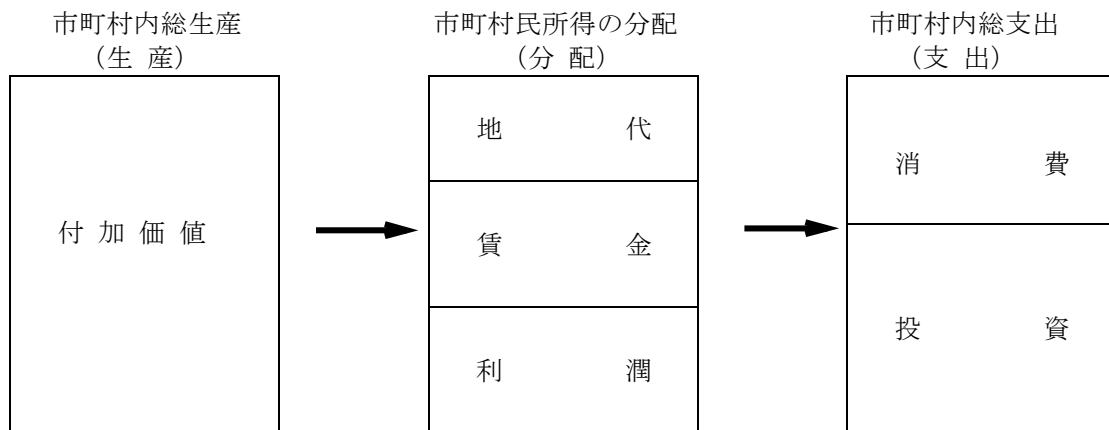 市町村内総生産
（生 産）
市町村民所得の分配
（分 配）
市町村内総支出
（支 出）
付 加 価 値
地 代
賃 金
利 潤
消 費
投 資